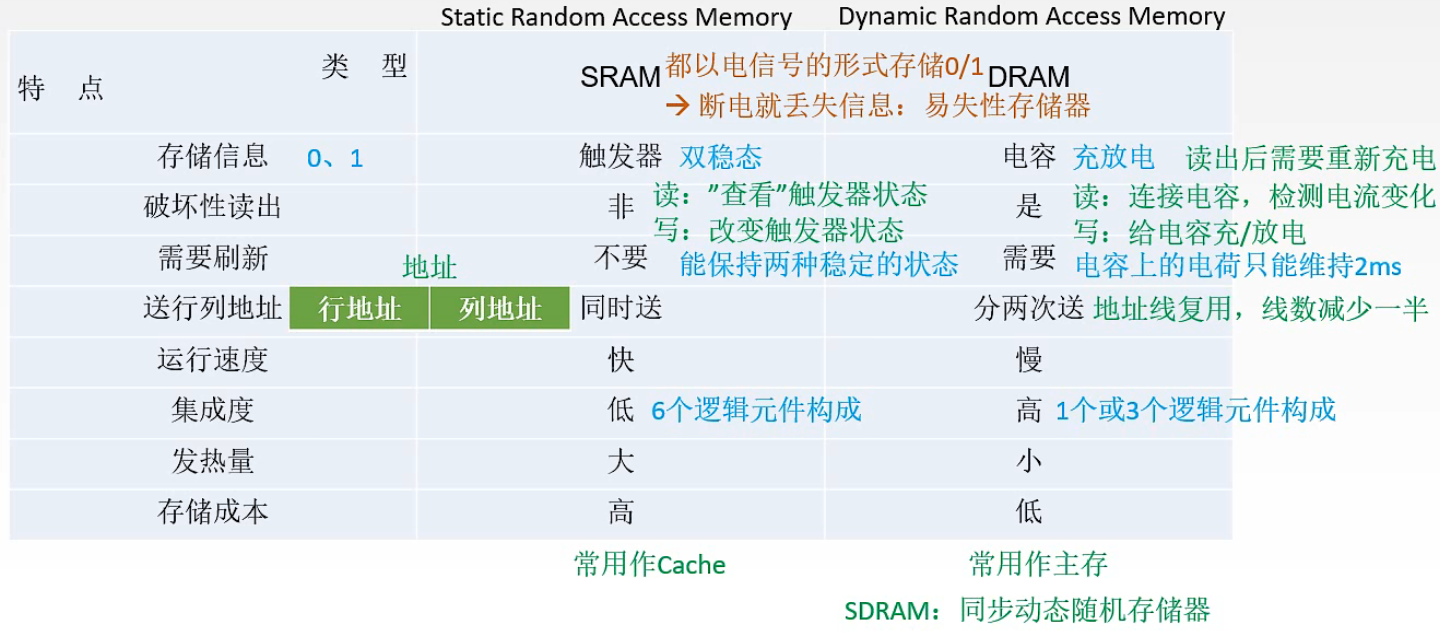 Static Random Access Memory Dynamic Random Access Memory
特 点 类 型 SRAM 都以电信号的形式存储0/1 DRAM
→ 断电就丢失信息：易失性存储器
存储信息 0、1 触发器 双稳态 电容 充放电 读出后需要重新充电
破坏性读出 非 读：”查看”触发器状态 是 读：连接电容，检测电流变化
写：改变触发器状态 写：给电容充/放电
需要刷新 地址 不要 能保持两种稳定的状态 需要 电容上的电荷只能维持2ms
送行列地址 行地址 列地址 同时送 分两次送 地址线复用，线数减少一半
运行速度 快 慢
集成度 低 6个逻辑元件构成 高 1个或3个逻辑元件构成
发热量 大 小
存储成本 高 低
常用作Cache 常用作主存
SDRAM：同步动态随机存储器